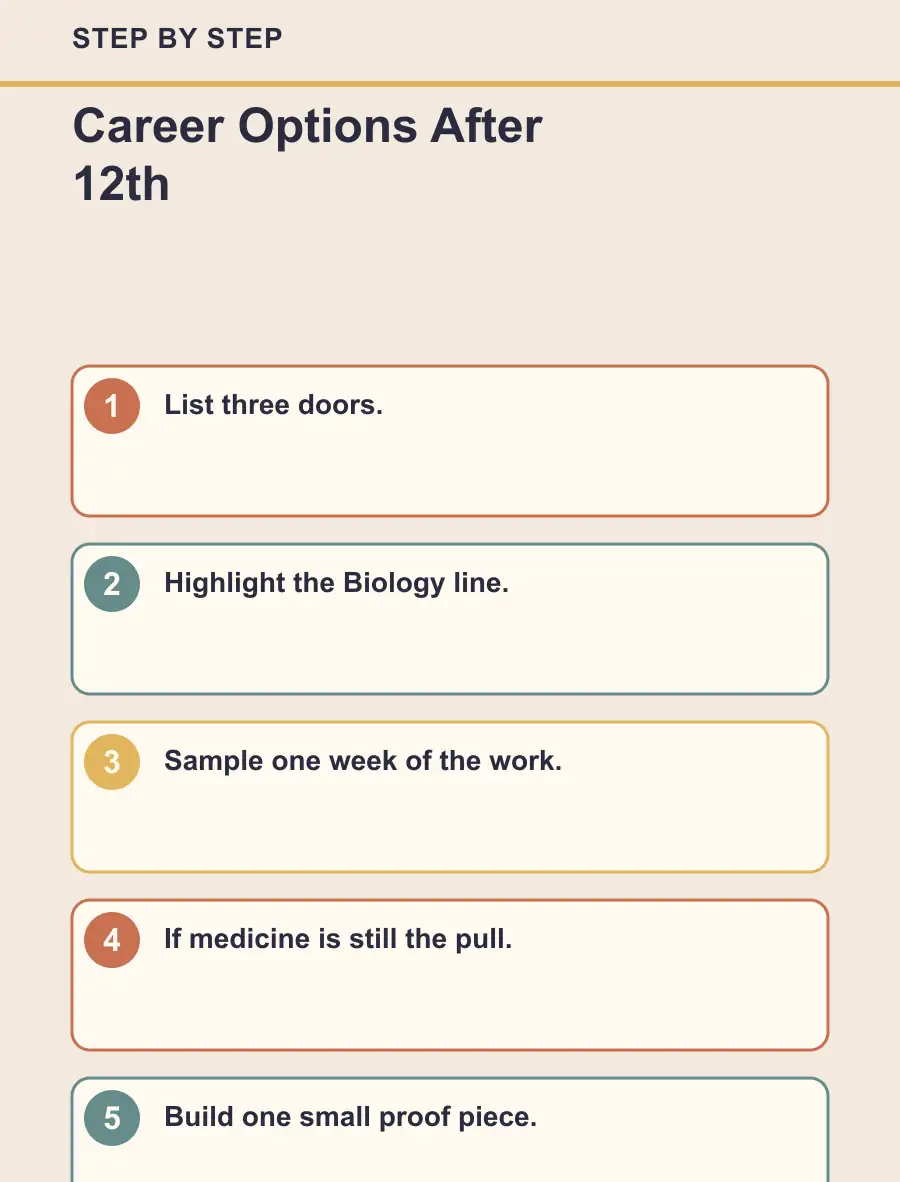 STEP BY STEP
Career Options After
12th
1 List three doors.
2 Highlight the Biology line.
3 Sample one week of the work.
4 If medicine is still the pull.
5 Build one small proof piece.